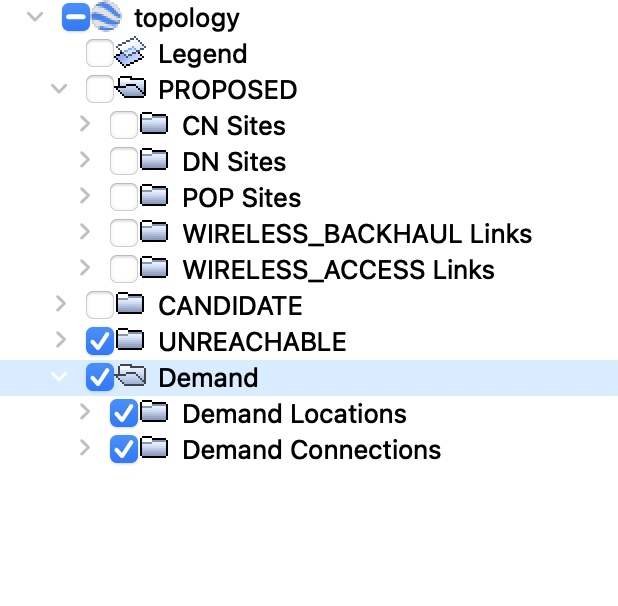 topology
Legend
PROPOSED
CN Sites
DN Sites
POP Sites
WIRELESS_BACKHAUL Links
WIRELESS_ACCESS Links
CANDIDATE
UNREACHABLE
Demand
Demand Locations
Demand Connections